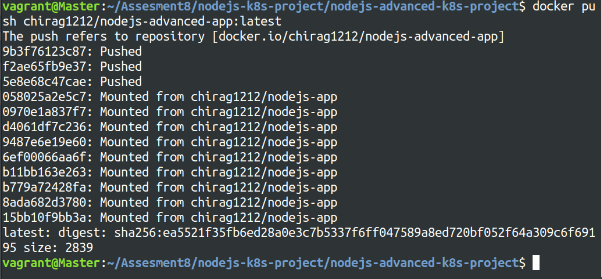 vagrant@Master:~/Assesment8/nodejs-k8s-project/nodejs-advanced-k8s-project$ docker pu
sh chirag1212/nodejs-advanced-app:latest
The push refers to repository [docker.io/chirag1212/nodejs-advanced-app]
9b3f76123c87: Pushed
f2ae65fb9e37: Pushed
5e8e68c47cae: Pushed
058025a2e5c7: Mounted from chirag1212/nodejs-app
0970e1a837f7: Mounted from chirag1212/nodejs-app
d4061df7c236: Mounted from chirag1212/nodejs-app
9487e6e19e60: Mounted from chirag1212/nodejs-app
6ef00066aa6f: Mounted from chirag1212/nodejs-app
b11bb163e263: Mounted from chirag1212/nodejs-app
b779a72428fa: Mounted from chirag1212/nodejs-app
8ada682d3780: Mounted from chirag1212/nodejs-app
15bb10f9bb3a: Mounted from chirag1212/nodejs-app
latest: digest: sha256:ea5521f35fb6ed28a0e3c7b5337f6ff047589a8ed720bf052f64a309c6f691
95 size: 2839
vagrant@Master:~/Assesment8/nodejs-k8s-project/nodejs-advanced-k8s-project$